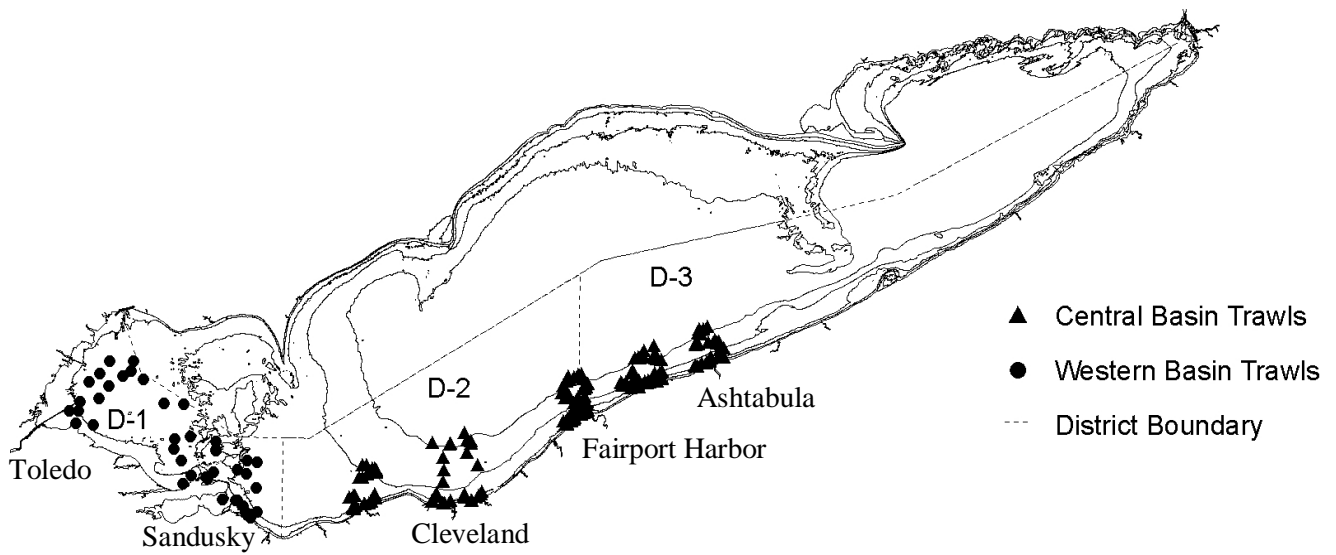 D-3
D-2
D-1
Central Basin Trawls
Western Basin Trawls
District Boundary
Ashtabula
Fairport Harbor
Toledo
Sandusky
Cleveland